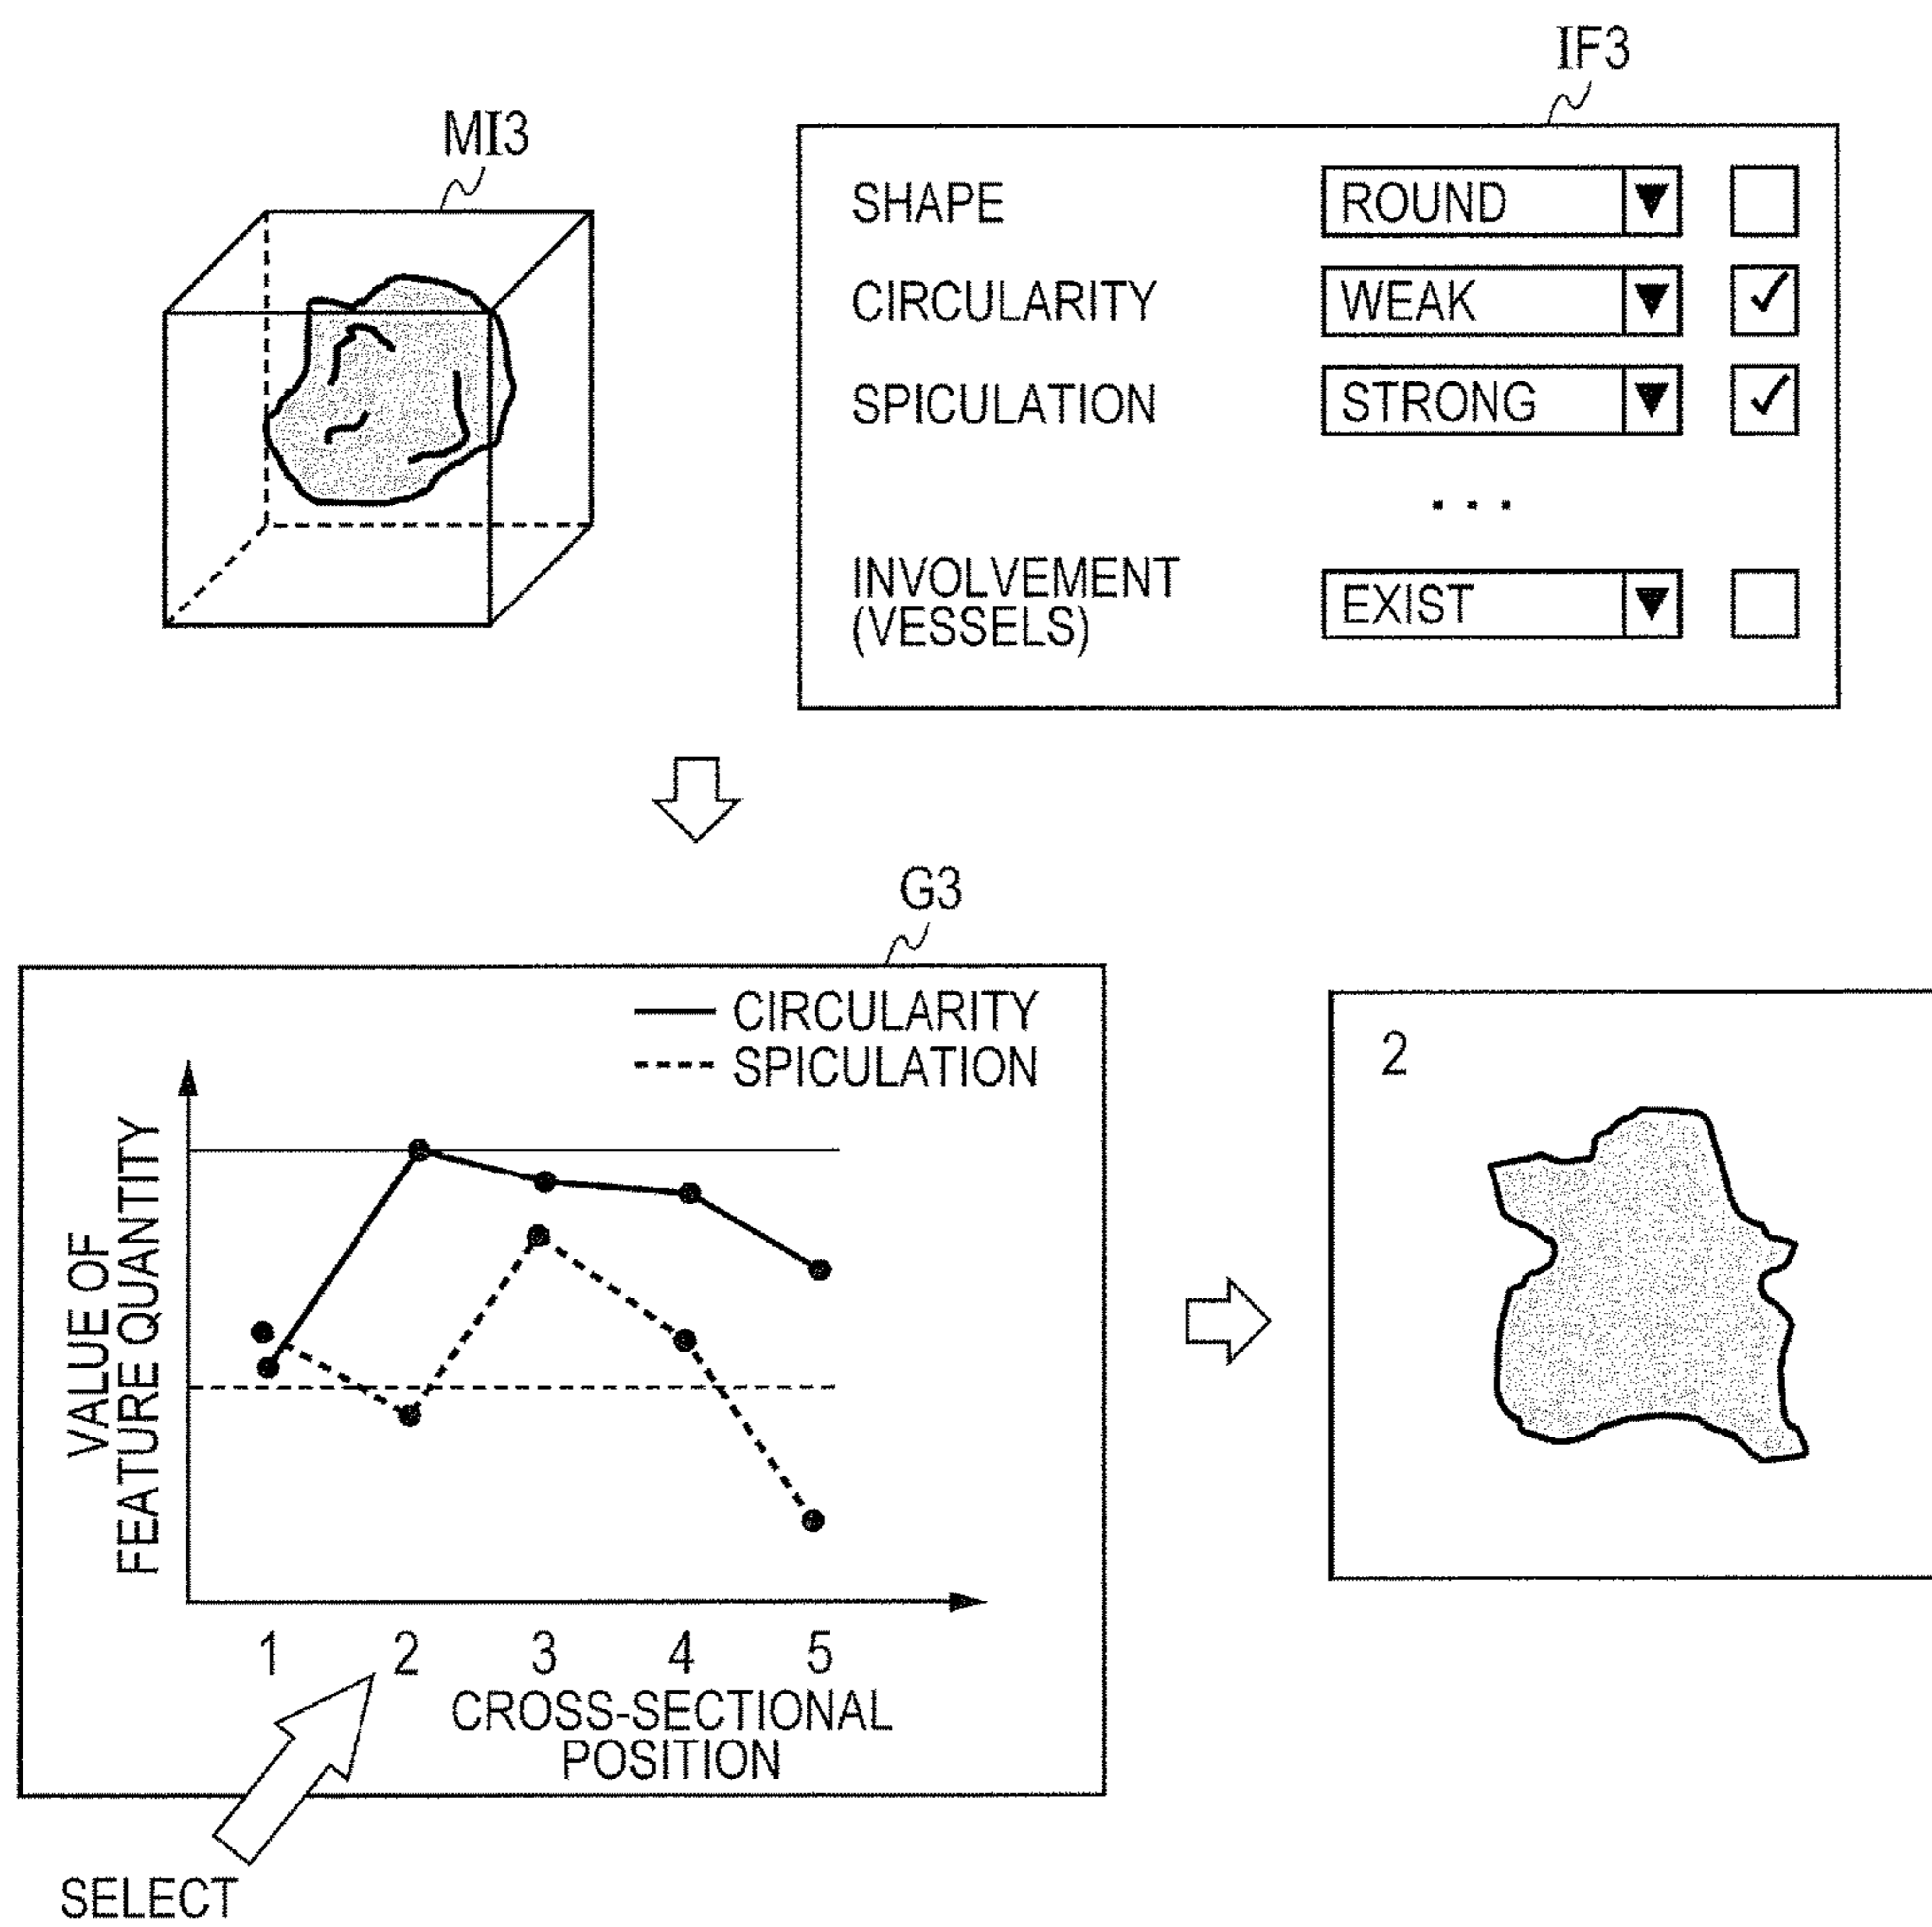 IF3
MI3
SHAPE ROUND
CIRCULARITY WEAK
SPICULATION STRONG
...
INVOLVEMENT
(VESSELS) EXIST
G3
CIRCULARITY
SPICULATION
VALUE OF
FEATURE QUANTITY
1 2 3 4 5
CROSS-SECTIONAL
POSITION
SELECT
2